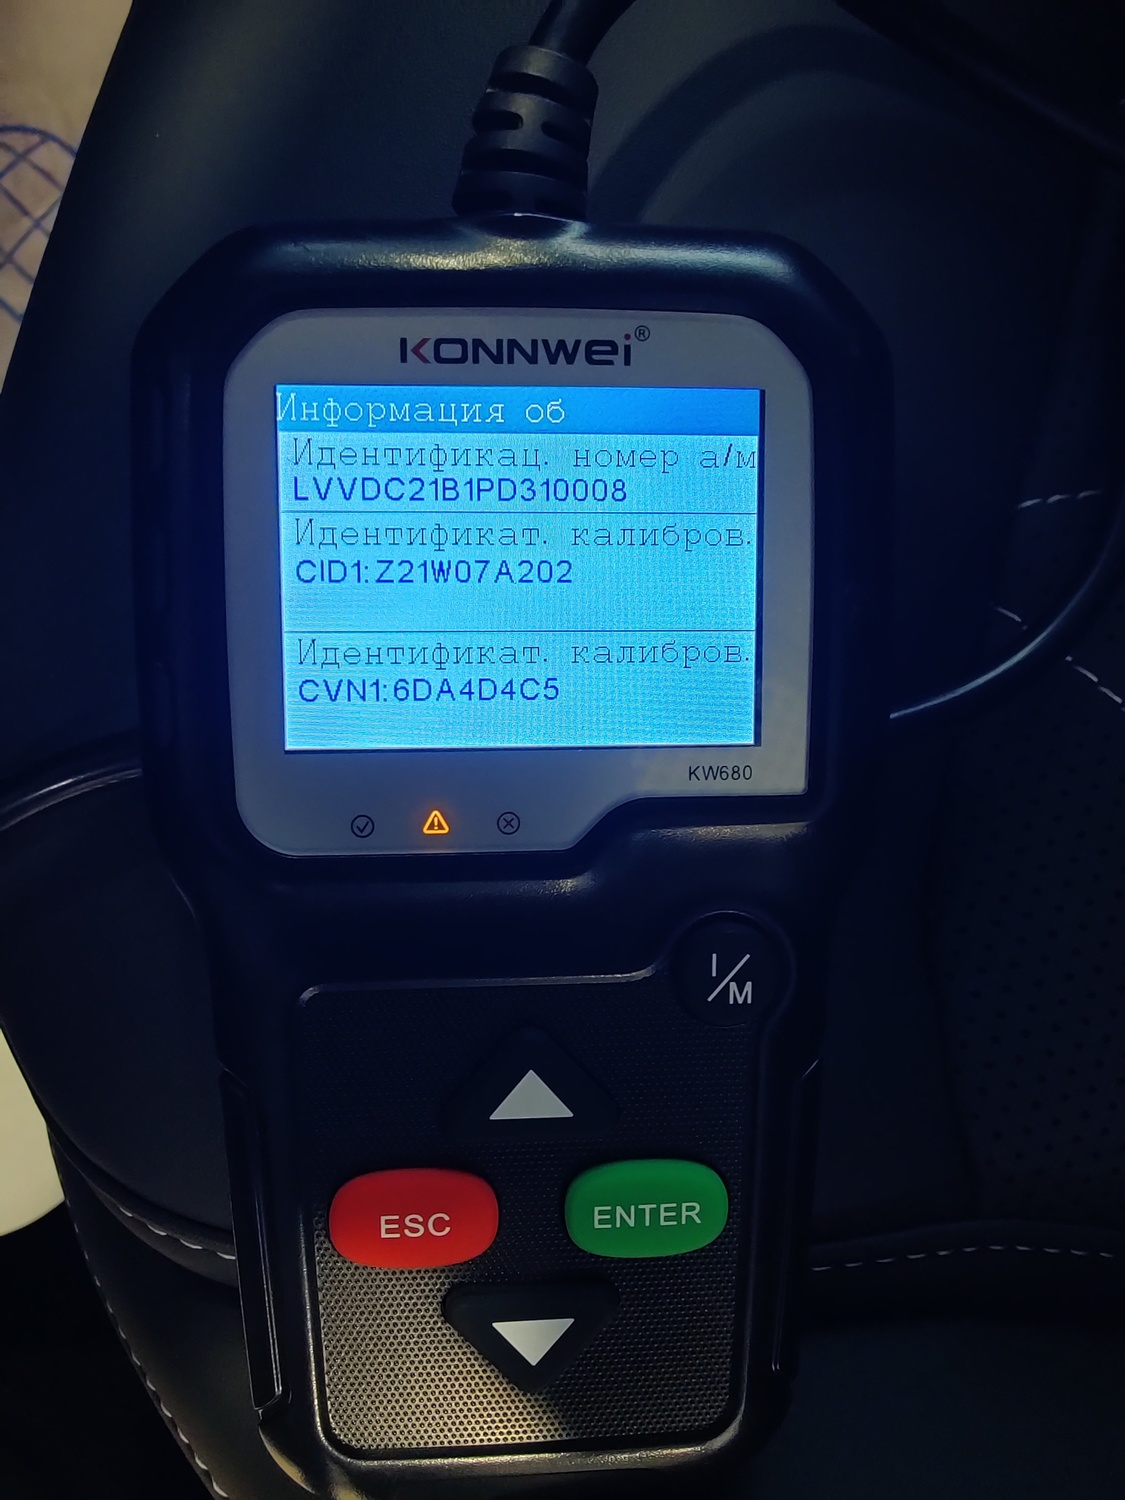 KONNWEI®
Информация об
Идентификац. номер а/м
LVVDC21B1PD310008
Идентификат. калибров.
CID1:Z21W07A202
Идентификат. калибров.
CVN1:6DA4D4C5
KW680
I/M
ESC
ENTER